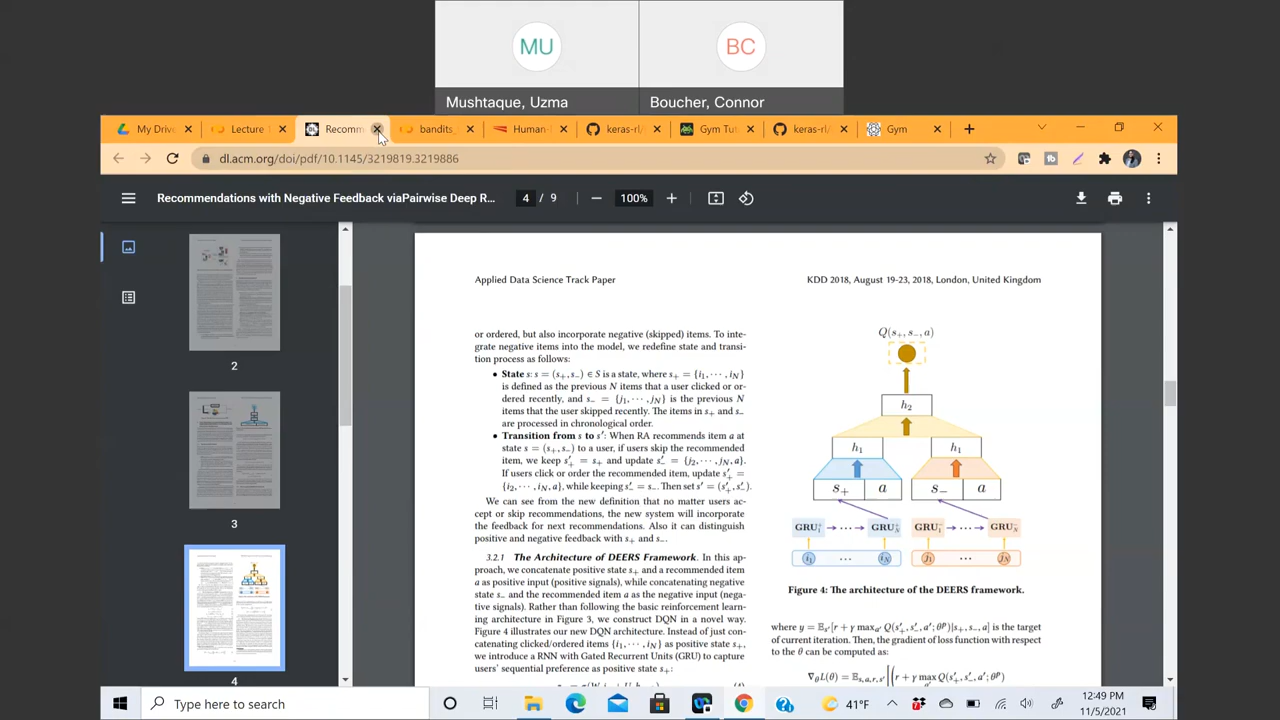 MU
BC
Mushtaque, Uzma
Boucher, Connor
My Drive
Lecture
Recomm
bandits_
Human-
keras-rl/
Gym Tut
keras-rl/
Gym
dl.acm.org/doi/pdf/10.1145/3219819.3219886
Recommendations with Negative Feedback viaPairwise Deep R...
4 / 9
100%
2
3
4
Applied Data Science Track Paper
KDD 2018, August 19-23, 2018, London, United Kingdom
or ordered, but also incorporate negative (skipped) items. To inte-
grate negative items into the model, we redefine state and transi-
tion process as follows:
• State s: s = (s+, s−) ∈ S is a state, where s+ = {i1, · · · , iN}
is defined as the previous N items that a user clicked or or-
dered recently, and s− = {j1, · · · , jN} is the previous N
items that the user skipped recently. The items in s+ and s−
are processed in chronological order.
• Transition from s to s′: When RA recommends item a at
state s = (s+, s−) to a user, if users skip the recommended
item, we keep s′+ = s+ and update s′− = {j2, · · · , jN, a}.
If users click or order the recommended item, update s′+ =
{i2, · · · , iN, a}, while keeping s′− = s−. Then set s′ = (s′+, s′−).
We can see from the new definition that no matter users ac-
cept or skip recommendations, the new system will incorporate
the feedback for next recommendations. Also it can distinguish
positive and negative feedback with s+ and s−.
3.2.1 The Architecture of DEERS Framework. In this ap-
proach, we concatenate positive state s+ and a recommended item
a as positive input (positive signals), while concatenating negative
state s− and the recommended item a as the negative input (nega-
tive signals). Rather than following the basic reinforcement learn-
ing architecture in Figure 3, we construct DQN in a novel way.
Figure 4 illustrates our new DQN architecture. Instead of just con-
catenating clicked/ordered items {i1, · · · , iN} as positive state s+,
we introduce a RNN with Gated Recurrent Units (GRU) to capture
users' sequential preference as positive state s+:
Q(s+, s−, a)
h2
h1 h1
s+ a s− a
GRU1+ ··· GRUN+ GRU1− ··· GRUN−
i1 ··· iN j1 ··· jN
Figure 4: The architecture of the DEERS framework.
where y = Es′[r + γ maxa′ Q(s′+, s′−, a′; θp)|s+, s−, a] is the target
of current iteration. Then, the gradient of loss function with respect
to the θ can be computed as:
∇θL(θ) = Es,a,r,s′[(r + γ max Q(s′+, s′−, a′; θp)
Type here to search
41°F
12:49 PM
11/5/2021